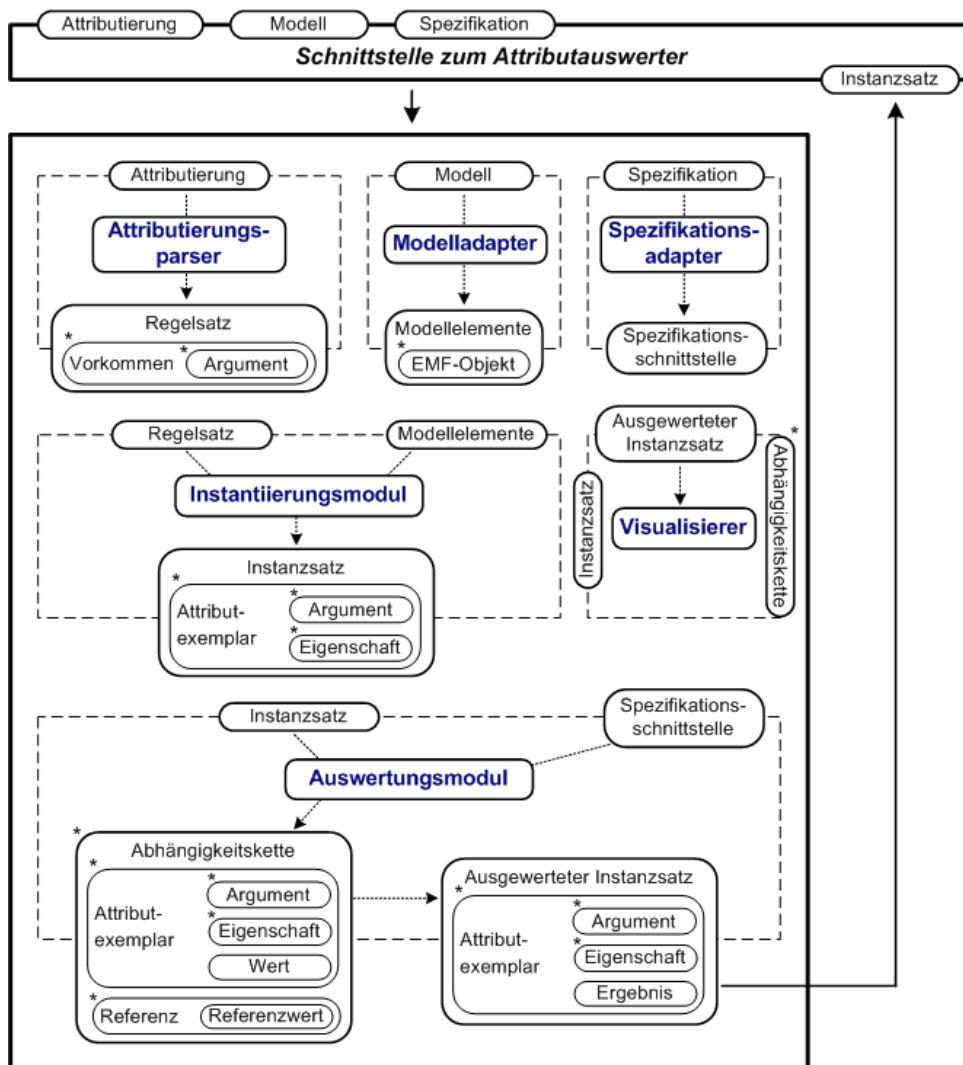 Attributierung
Modell
Spezifikation
Schnittstelle zum Attributauswerter
Instanzsatz
Attributierung
Attributierungs-
parser
Regelsatz
*
Vorkommen
*
Argument
Modell
Modelladapter
Modellelemente
*
EMF-Objekt
Spezifikation
Spezifikations-
adapter
Spezifikations-
schnittstelle
Regelsatz
Modellelemente
Instantiierungsmodul
Instanzsatz
*
Attribut-
exemplar
*
Argument
*
Eigenschaft
Ausgewerteter
Instanzsatz
*
Instanzsatz
Abhängigkeitskette
Visualisierer
Instanzsatz
Spezifikations-
schnittstelle
Auswertungsmodul
*
Abhängigkeitskette
*
Attribut-
exemplar
*
Argument
*
Eigenschaft
Wert
*
Referenz
Referenzwert
Ausgewerteter Instanzsatz
*
Attribut-
exemplar
*
Argument
*
Eigenschaft
Ergebnis